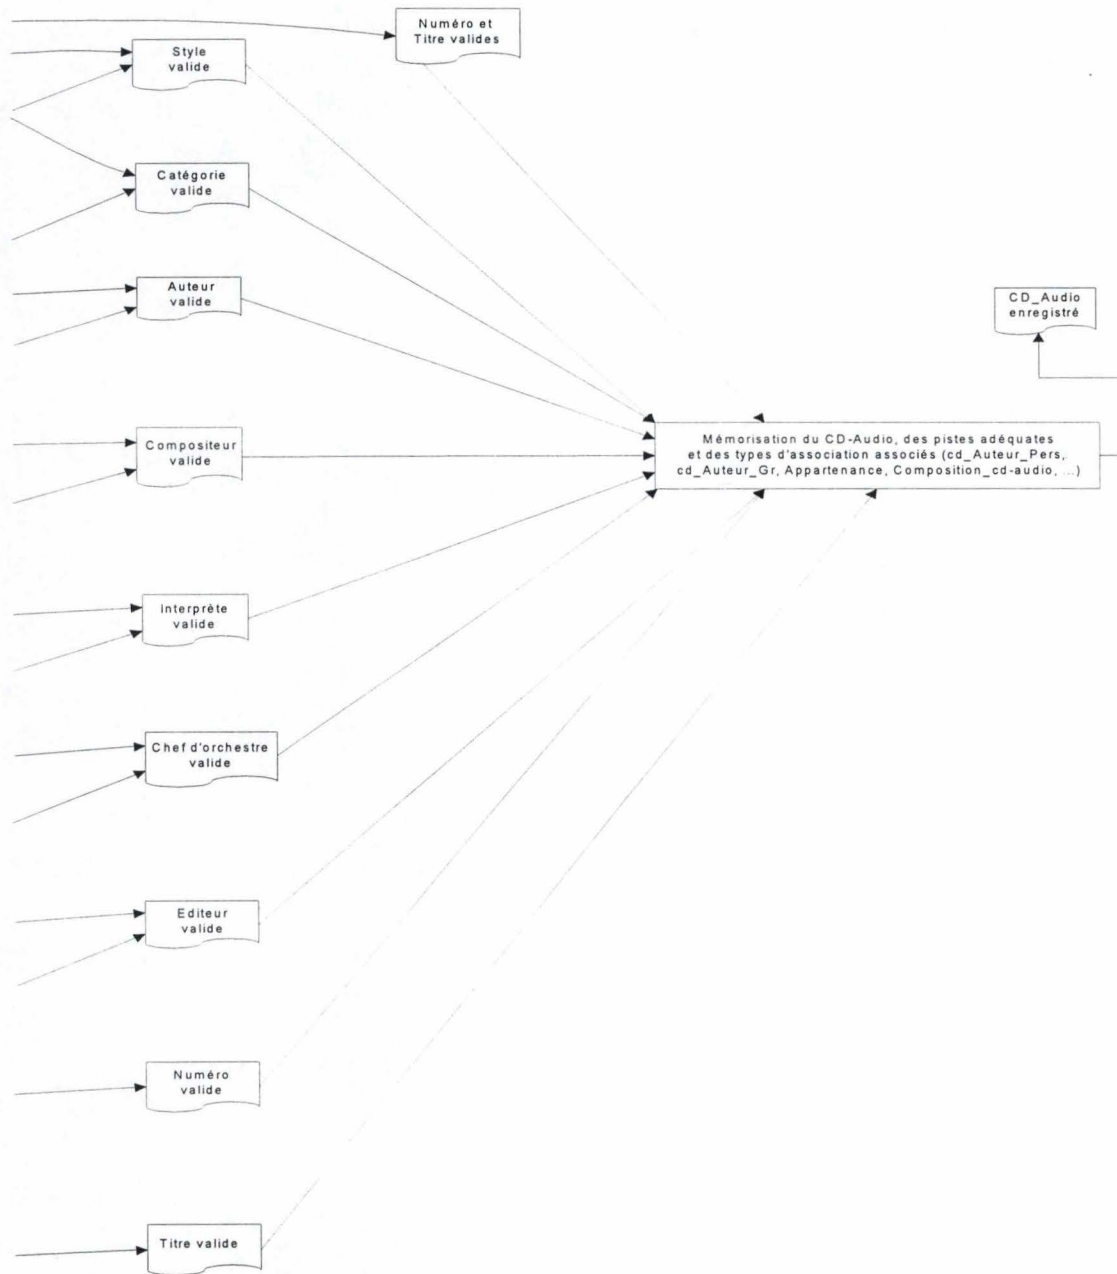 Numéro et
Titre valides
Style
valide
Catégorie
valide
Auteur
valide
CD_Audio
enregistré
Compositeur
valide
Mémorisation du CD-Audio, des pistes adéquates
et des types d'association associés (cd_Auteur_Pers,
cd_Auteur_Gr, Appartenance, Composition_cd-audio, ...)
Interprète
valide
Chef d'orchestre
valide
Editeur
valide
Numéro
valide
Titre valide